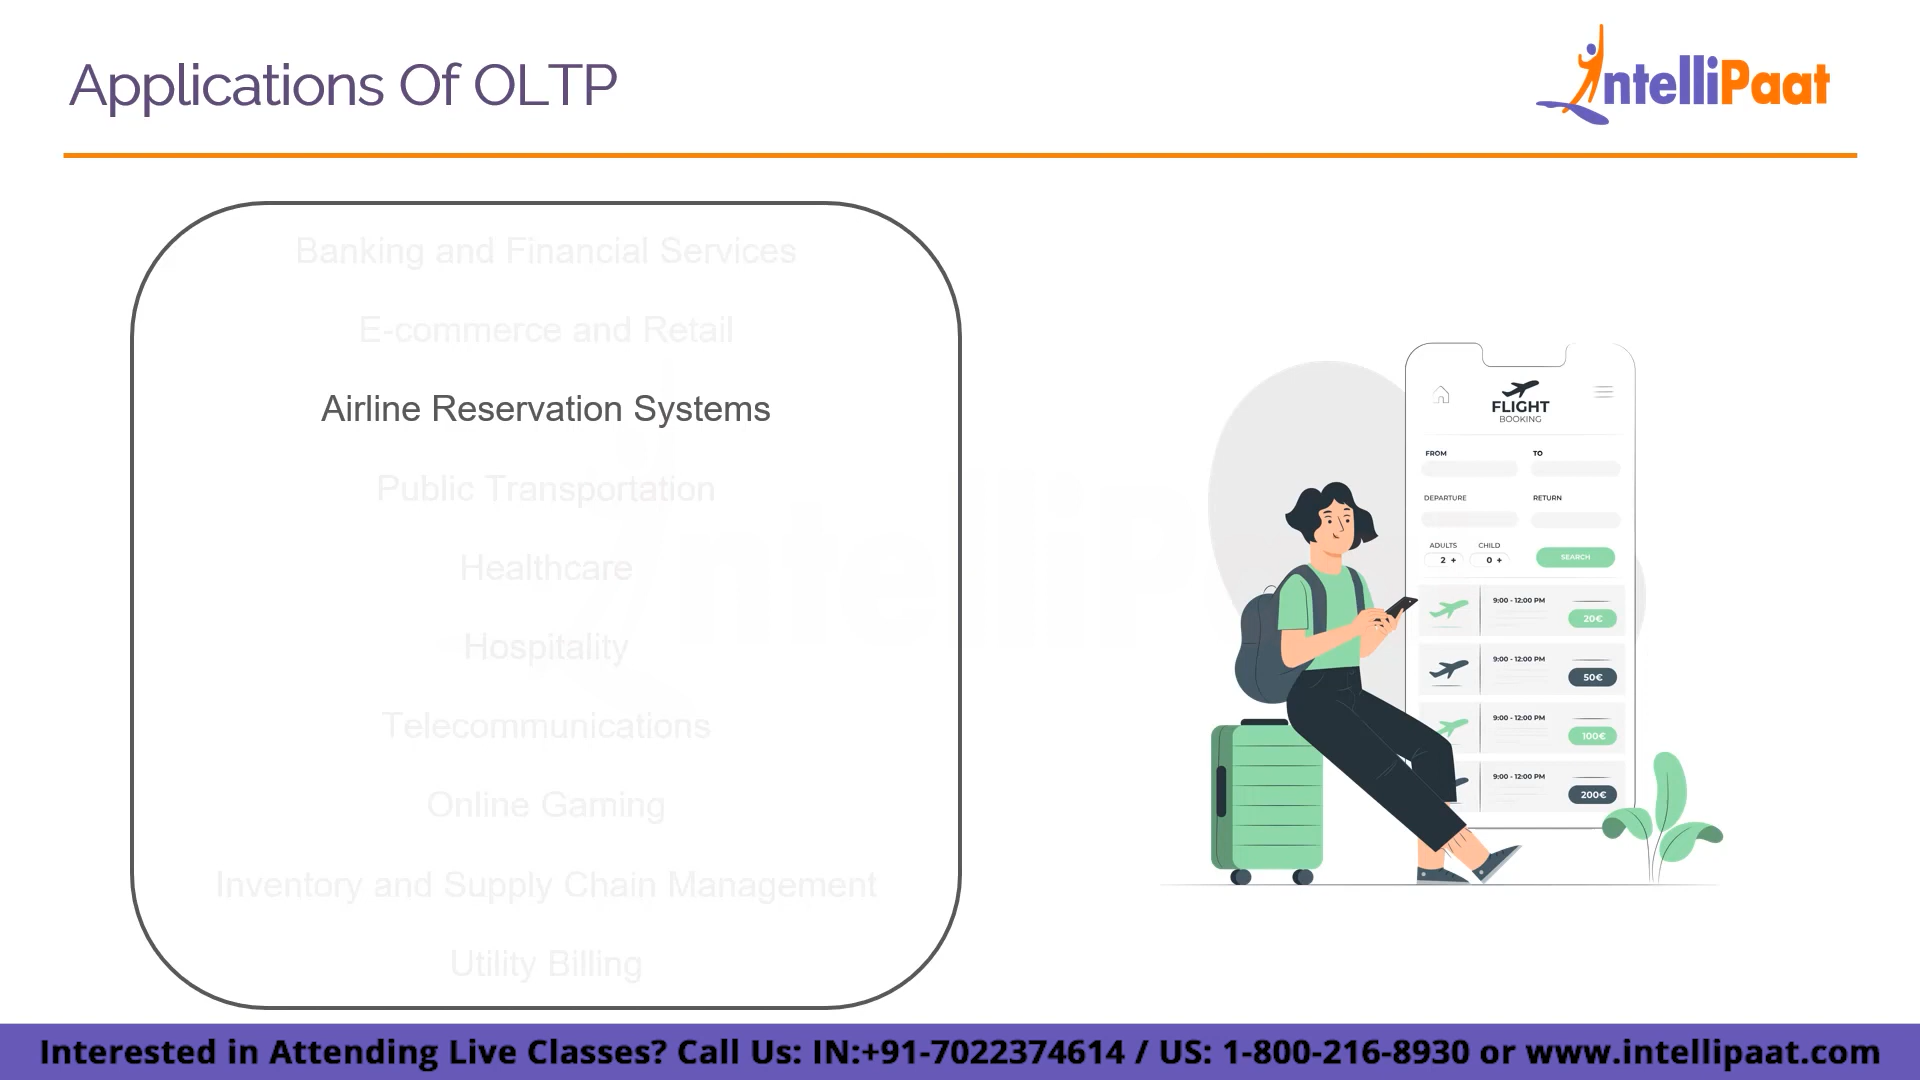 Applications Of OLTP
IntelliPaat
Banking and Financial Services
E-commerce and Retail
Airline Reservation Systems
Public Transportation
Healthcare
Hospitality
Telecommunications
Online Gaming
Inventory and Supply Chain Management
Utility Billing
FLIGHT
BOOKING
FROM TO
DEPARTURE RETURN
ADULTS CHILD
2 + 0 + SEARCH
9:00 - 12:00 PM
20€
9:00 - 12:00 PM
50€
9:00 - 12:00 PM
100€
9:00 - 12:00 PM
200€
Interested in Attending Live Classes? Call Us: IN:+91-7022374614 / US: 1-800-216-8930 or www.intellipaat.com